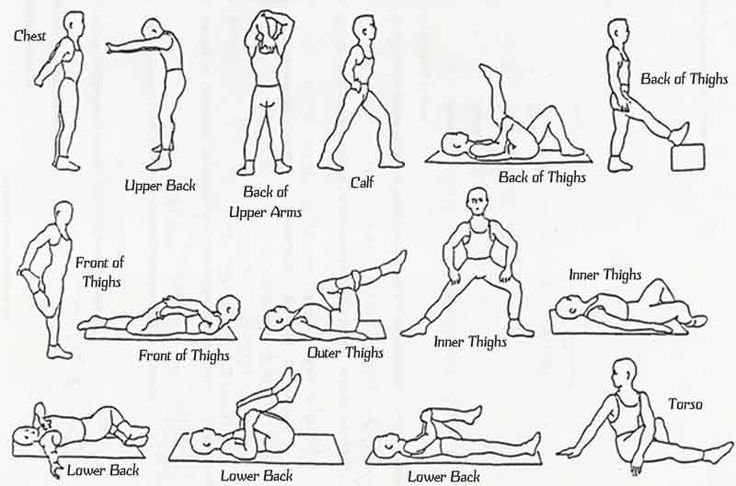 Chest
Upper Back
Back of
Upper Arms
Calf
Back of Thighs
Back of Thighs
Front of
Thighs
Front of Thighs
Outer Thighs
Inner Thighs
Inner Thighs
Lower Back
Lower Back
Lower Back
Torso